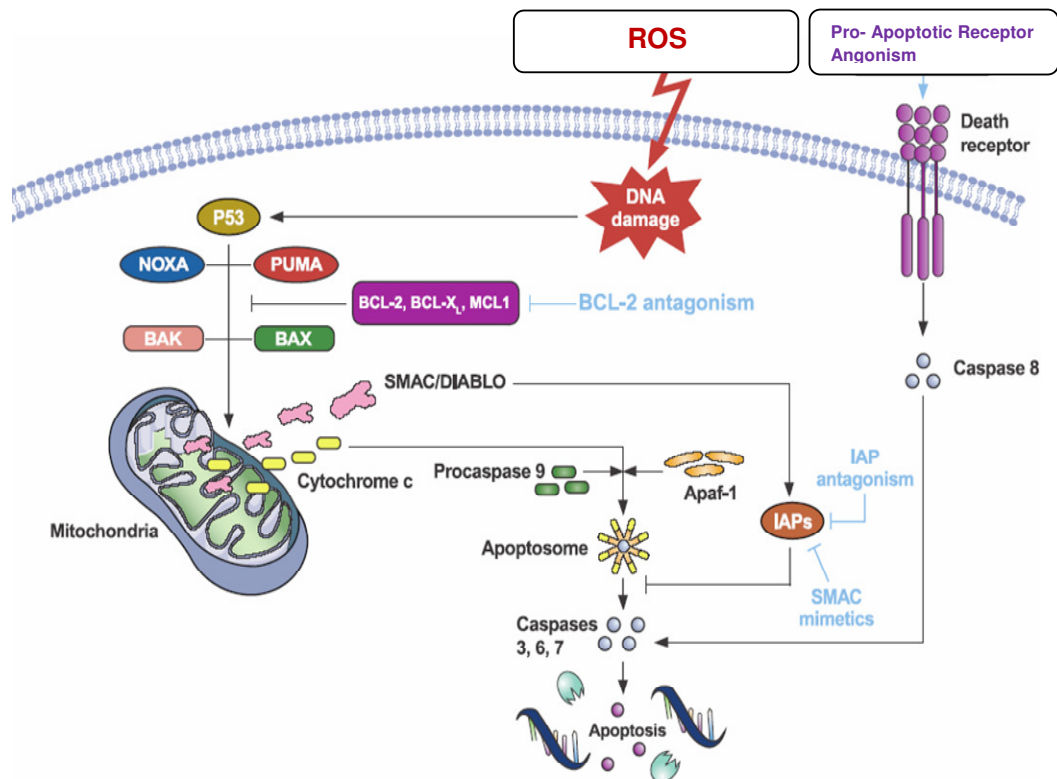 ROS
Pro- Apoptotic Receptor
Angonism
Death
receptor
DNA
damage
P53
NOXA
PUMA
BCL-2, BCL-XL, MCL1
BCL-2 antagonism
BAK
BAX
Caspase 8
SMAC/DIABLO
Cytochrome c
Procaspase 9
Apaf-1
IAP
antagonism
Mitochondria
IAPs
Apoptosome
SMAC
mimetics
Caspases
3, 6, 7
Apoptosis